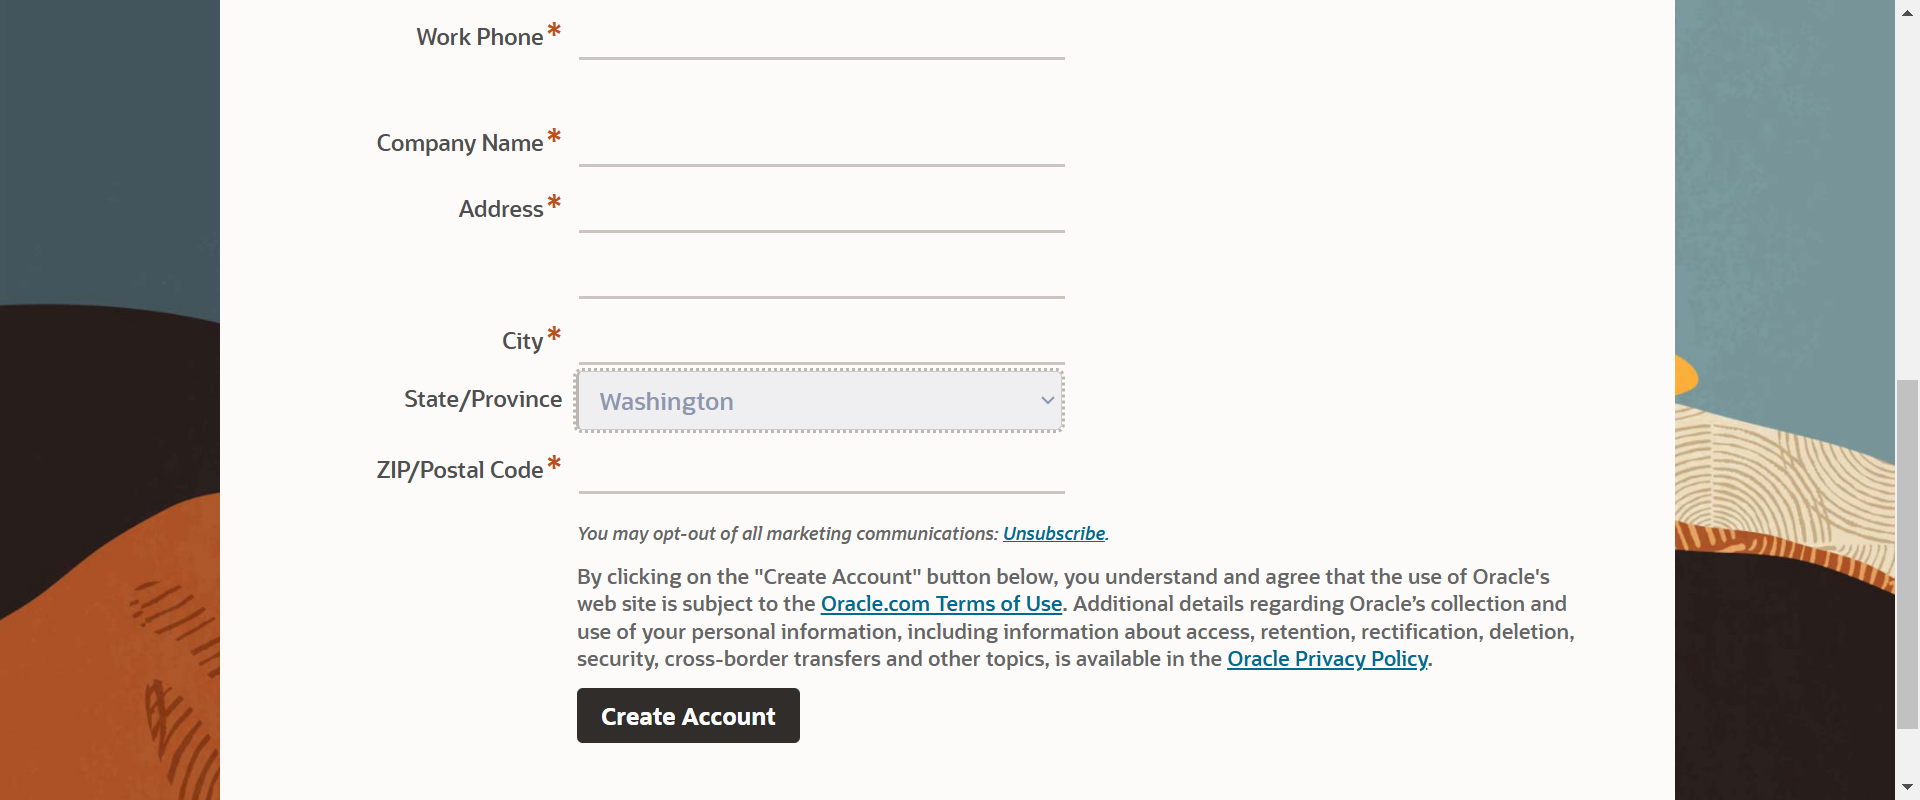 Work Phone*
Company Name*
Address*
City*
State/Province Washington
ZIP/Postal Code*
You may opt-out of all marketing communications: Unsubscribe.
By clicking on the "Create Account" button below, you understand and agree that the use of Oracle's
web site is subject to the Oracle.com Terms of Use. Additional details regarding Oracle’s collection and
use of your personal information, including information about access, retention, rectification, deletion,
security, cross-border transfers and other topics, is available in the Oracle Privacy Policy.
Create Account